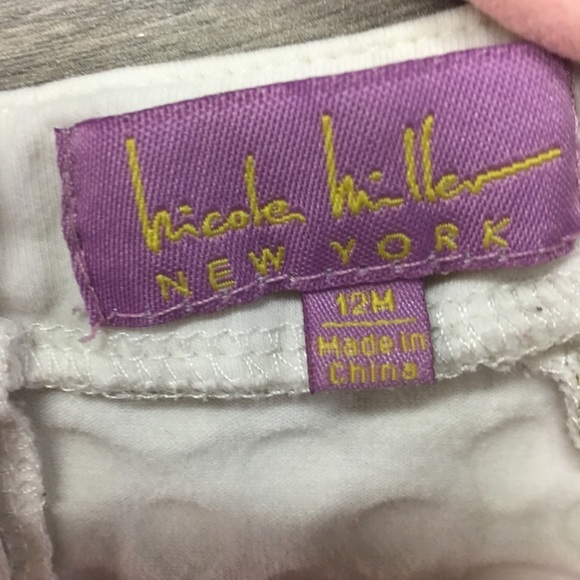 Nicole Miller
NEW YORK
12M
Made in
China